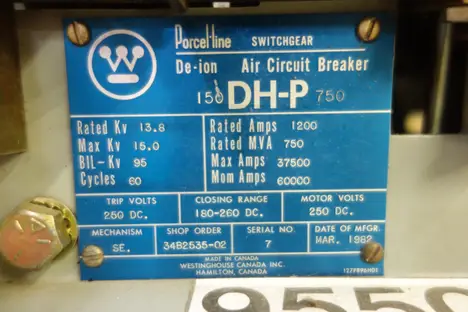 Porcel-line SWITCHGEAR
De-ion Air Circuit Breaker
150 DH-P 750
Rated Kv 13.8 Rated Amps 1200
Max Kv 15.0 Rated MVA 750
BIL-Kv 95 Max Amps 37500
Cycles 60 Mom Amps 60000
TRIP VOLTS CLOSING RANGE MOTOR VOLTS
250 DC. 180-260 DC. 250 DC.
MECHANISM SHOP ORDER SERIAL NO. DATE OF MFGR.
SE. 34B2535-02 7 MAR. 1982
MADE IN CANADA
WESTINGHOUSE CANADA INC.
HAMILTON, CANADA
9550